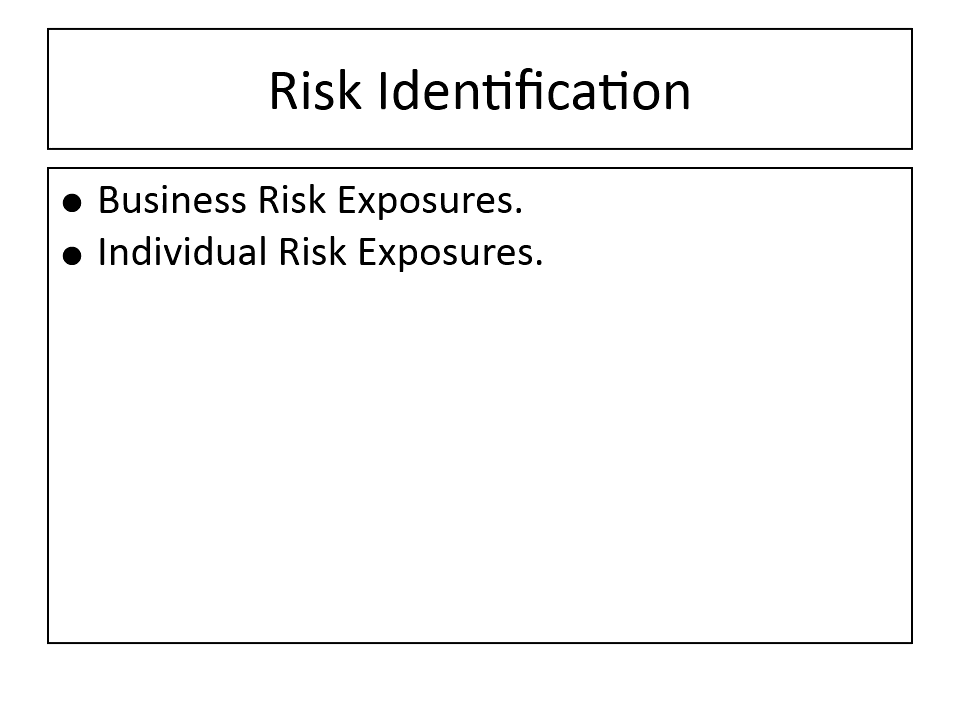 Risk Identification
● Business Risk Exposures.
● Individual Risk Exposures.